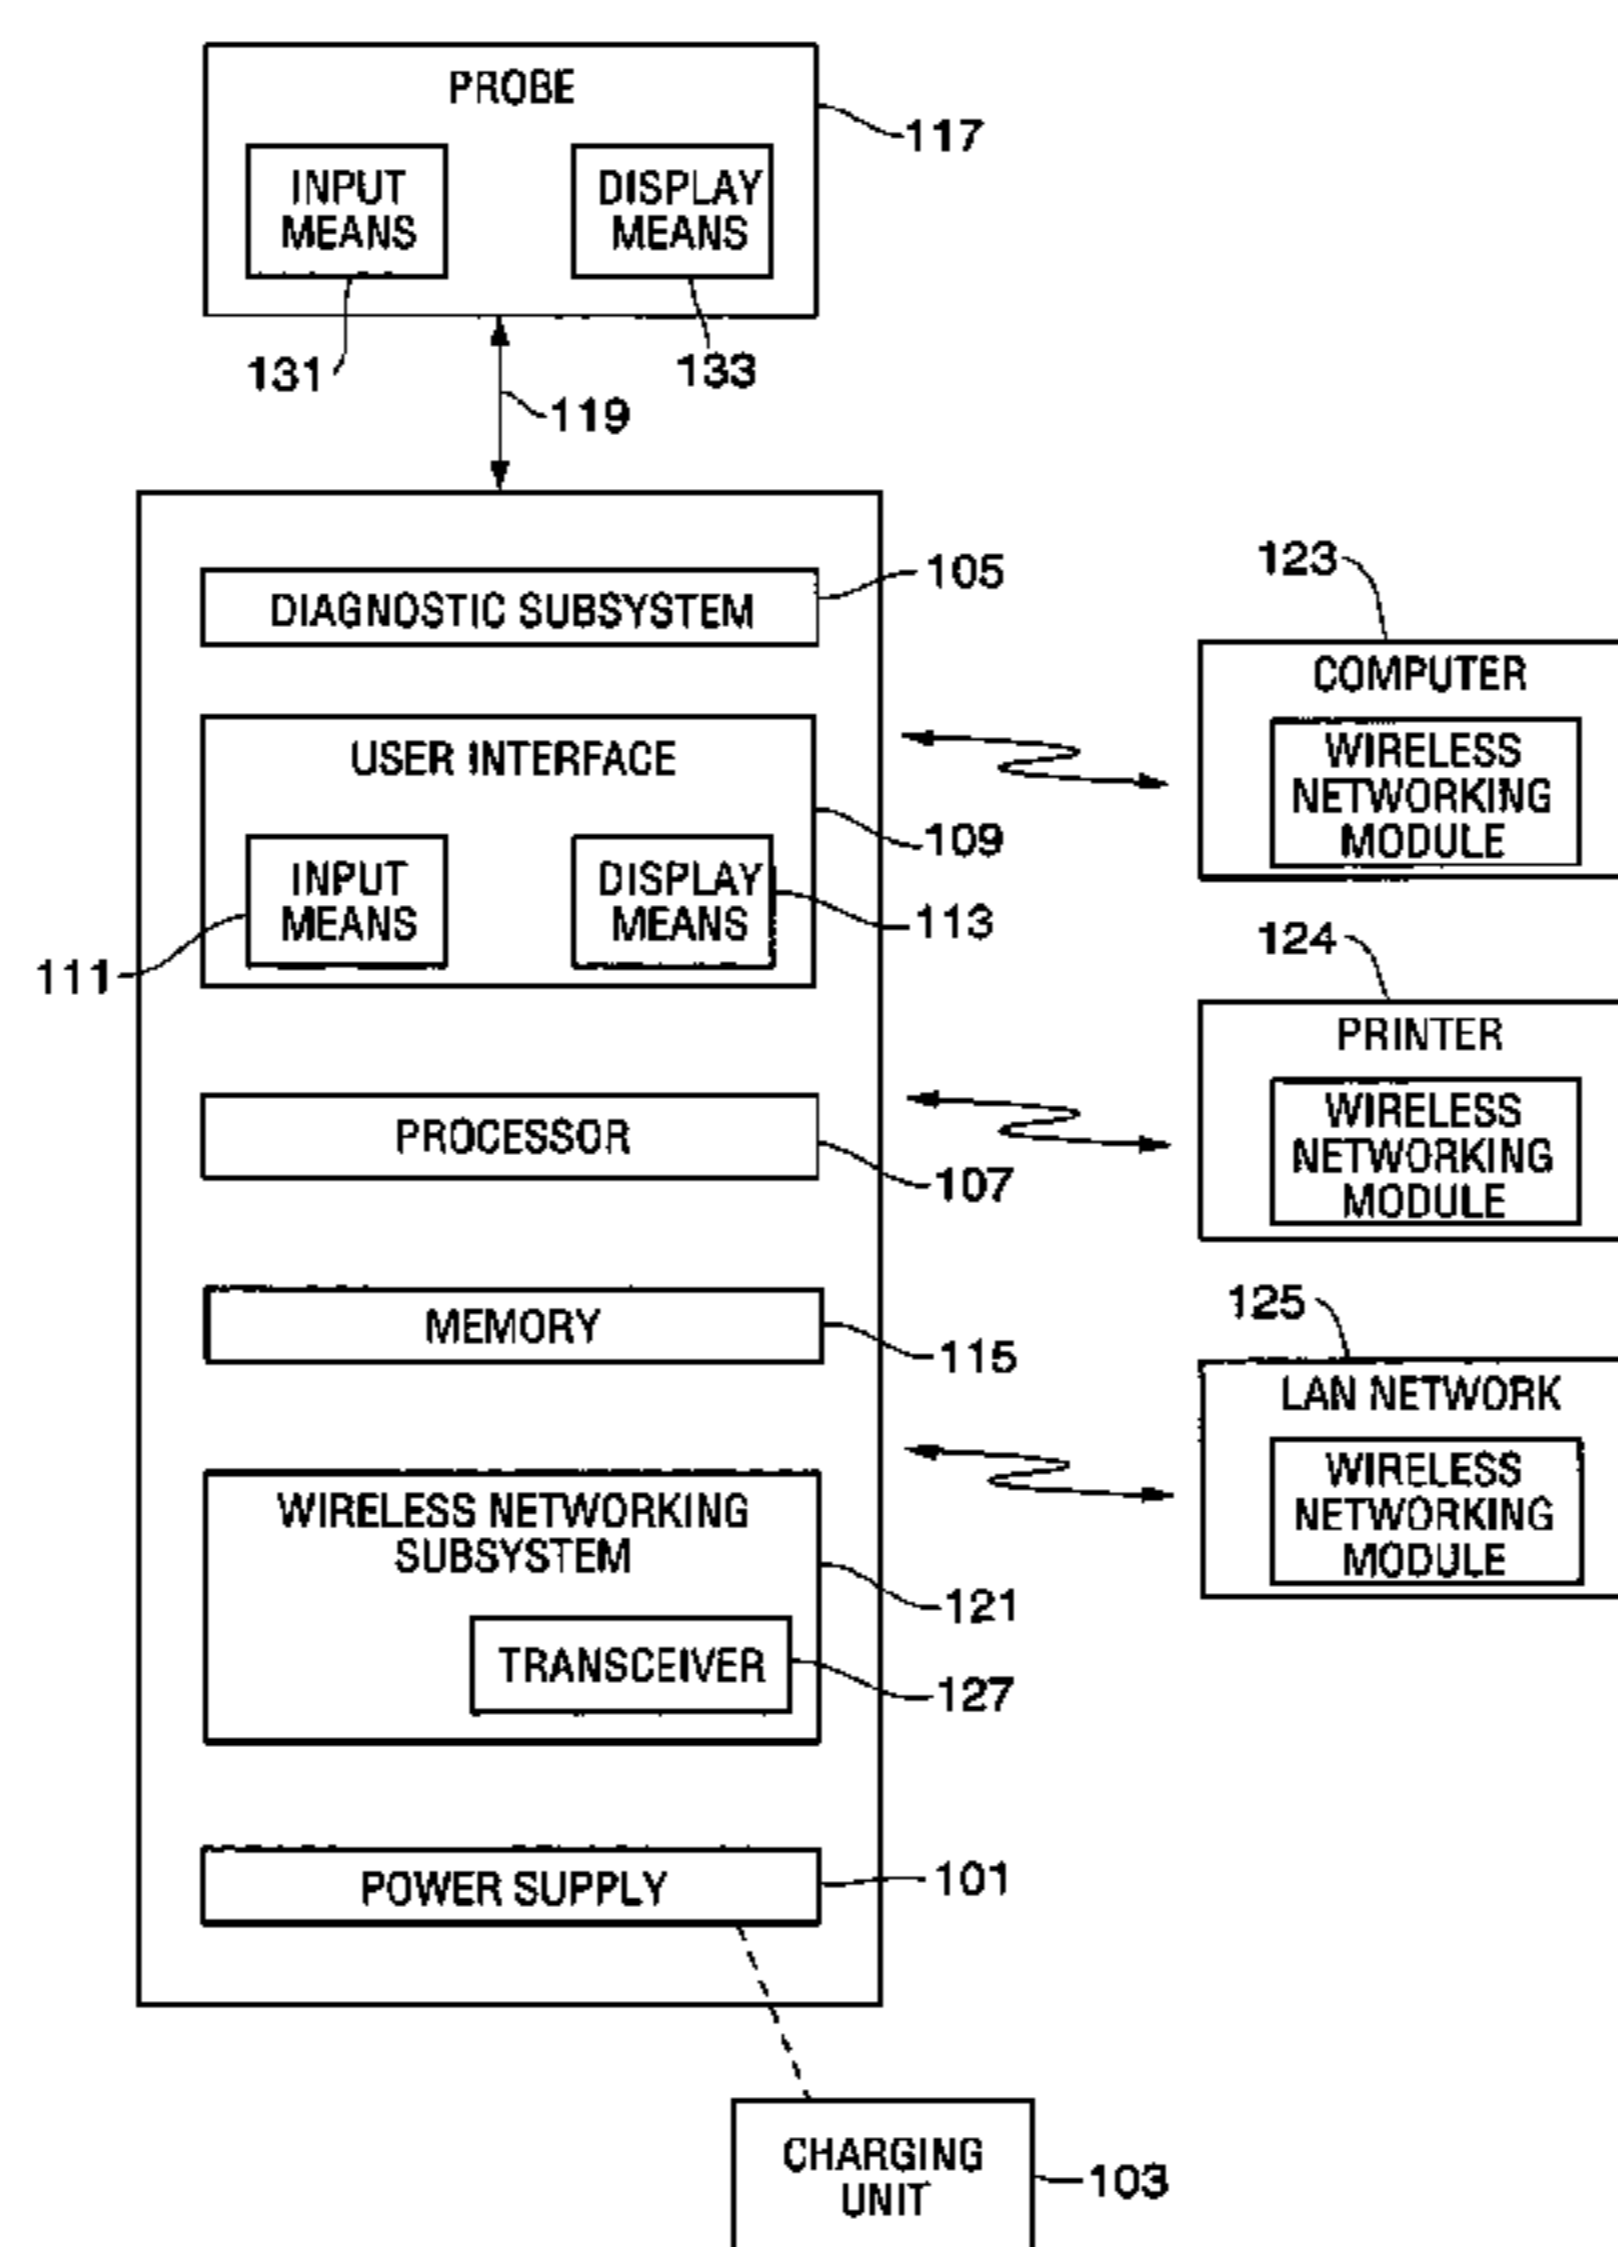 PROBE
117
INPUT
MEANS
DISPLAY
MEANS
131
133
119
DIAGNOSTIC SUBSYSTEM
105
USER INTERFACE
109
INPUT
MEANS
DISPLAY
MEANS
111
113
PROCESSOR
107
MEMORY
115
WIRELESS NETWORKING
SUBSYSTEM
121
TRANSCEIVER
127
POWER SUPPLY
101
CHARGING
UNIT
103
123
COMPUTER
WIRELESS
NETWORKING
MODULE
124
PRINTER
WIRELESS
NETWORKING
MODULE
125
LAN NETWORK
WIRELESS
NETWORKING
MODULE